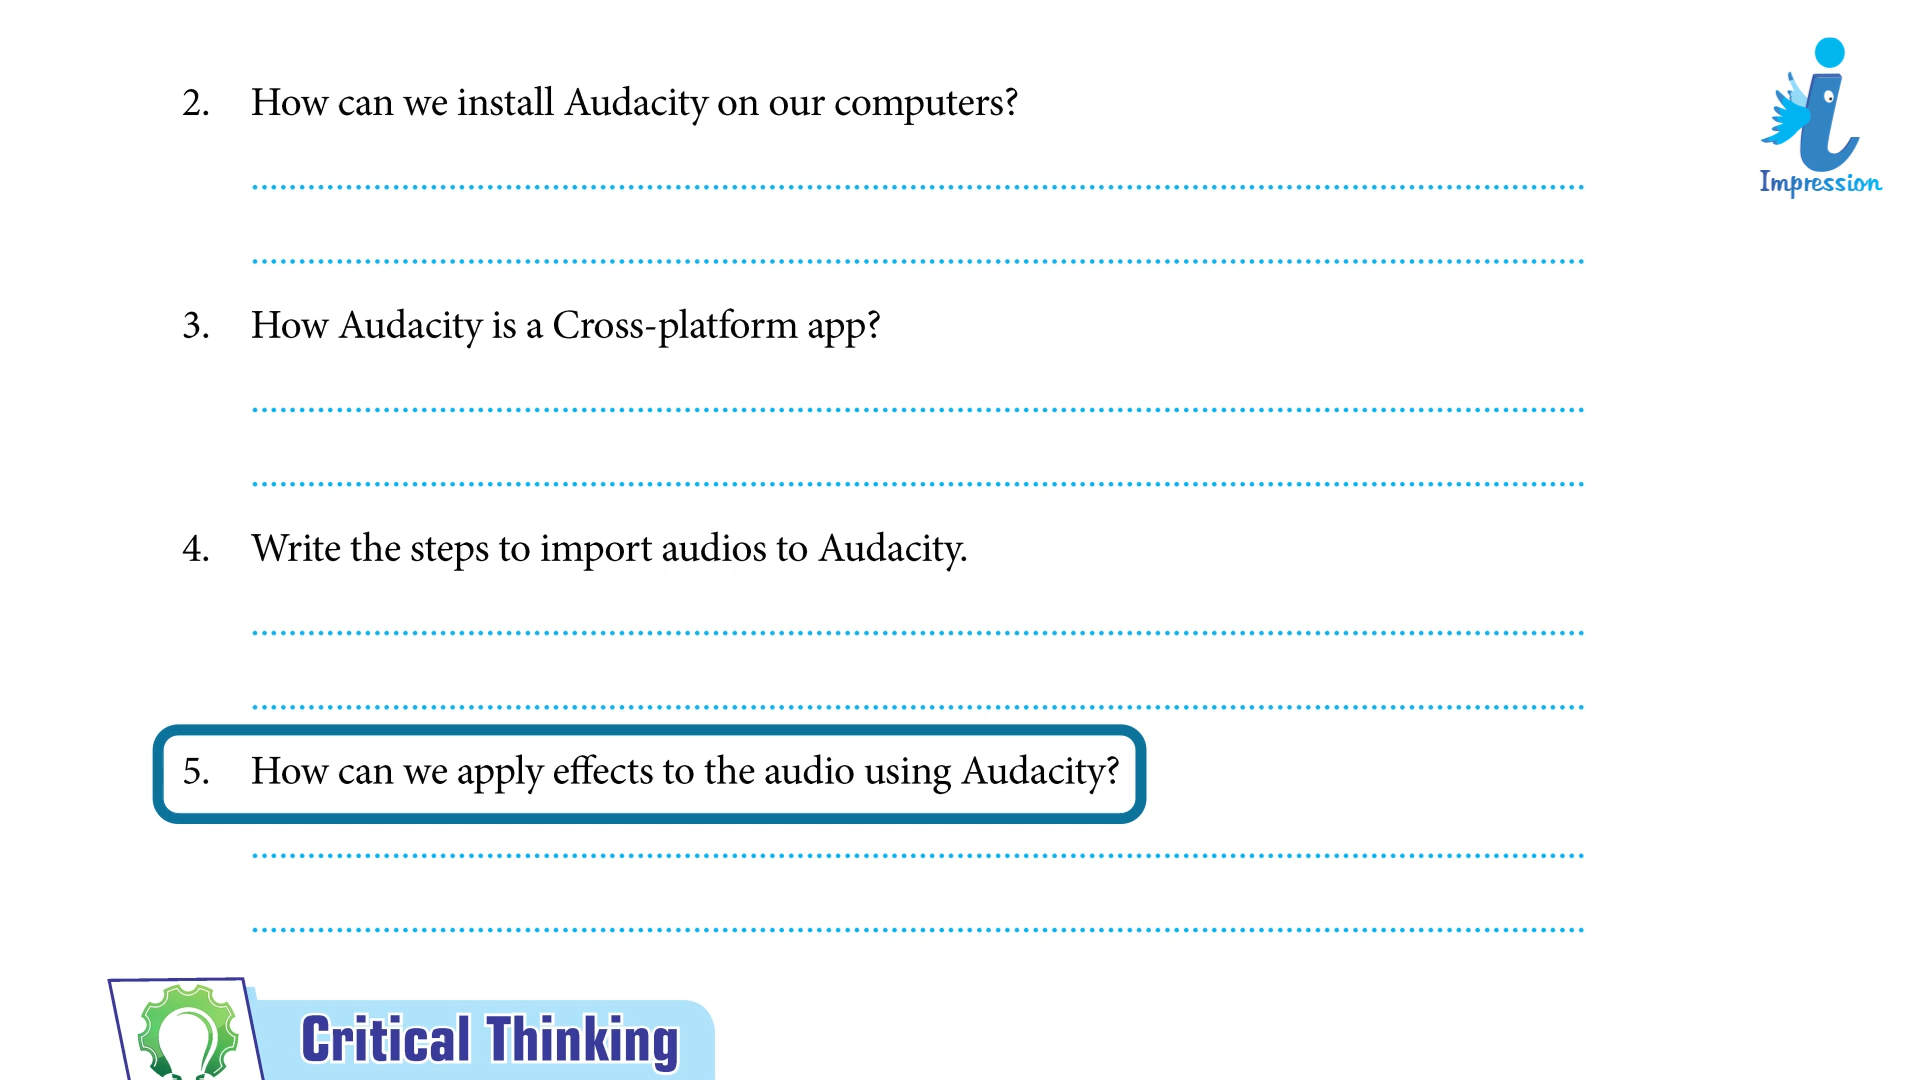 2. How can we install Audacity on our computers?
Impression
3. How Audacity is a Cross-platform app?
4. Write the steps to import audios to Audacity.
5. How can we apply effects to the audio using Audacity?
Critical Thinking